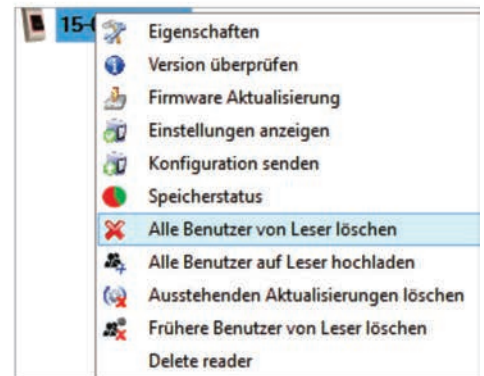 Eigenschaften
Version überprüfen
Firmware Aktualisierung
Einstellungen anzeigen
Konfiguration senden
Speicherstatus
Alle Benutzer von Leser löschen
Alle Benutzer auf Leser hochladen
Ausstehenden Aktualisierungen löschen
Frühere Benutzer von Leser löschen
Delete reader